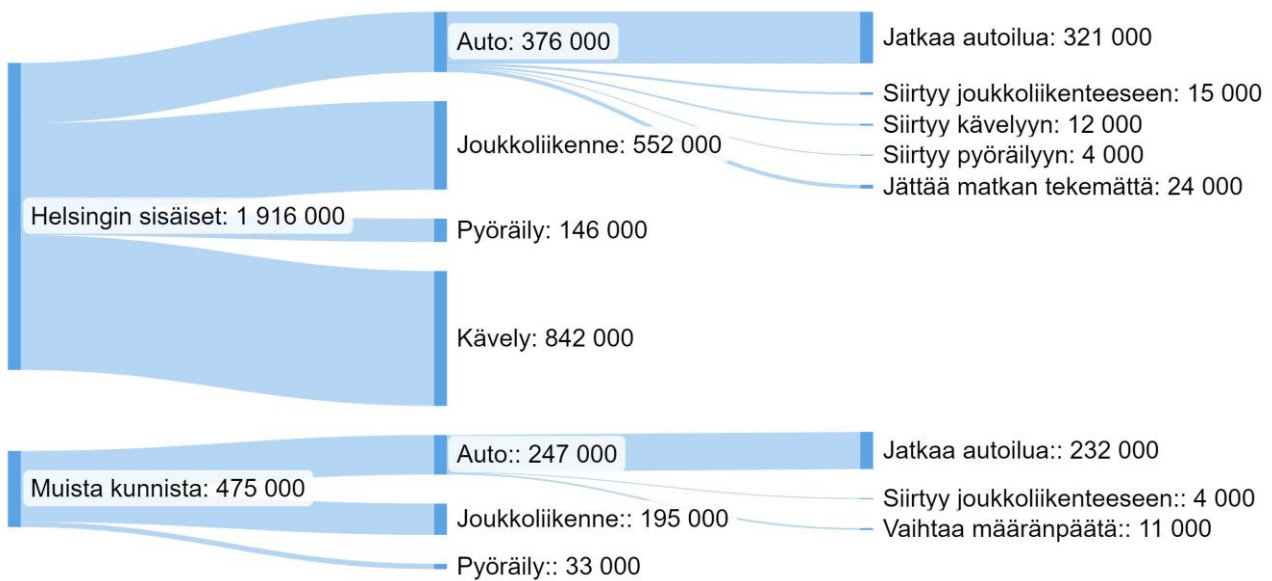 Auto: 376 000
Jatkaa autoilua: 321 000
Siirtyy joukkoliikenteeseen: 15 000
Siirtyy kävelyyn: 12 000
Joukkoliikenne: 552 000
Siirtyy pyöräilyyn: 4 000
Jättää matkan tekemättä: 24 000
Helsingin sisäiset: 1 916 000
Pyöräily: 146 000
Kävely: 842 000
Auto:: 247 000
Jatkaa autoilua:: 232 000
Muista kunnista: 475 000
Siirtyy joukkoliikenteeseen:: 4 000
Joukkoliikenne:: 195 000
Vaihtaa määränpäätä:: 11 000
Pyöräily:: 33 000